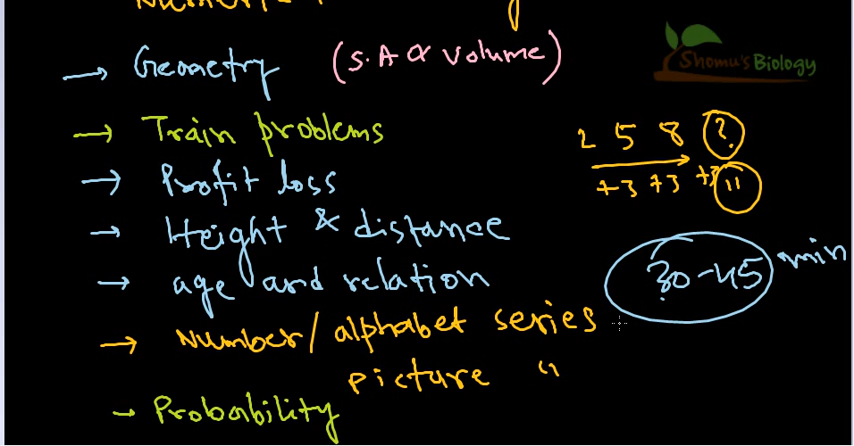 → Geometry (S.A & Volume)
Shomu's Biology
→ Train problems
2 5 8 ?
+3 +3 +3 11
→ Profit loss
→ Height & distance
→ age and relation
30-45 min
→ Number/alphabet series
picture "
→ Probability